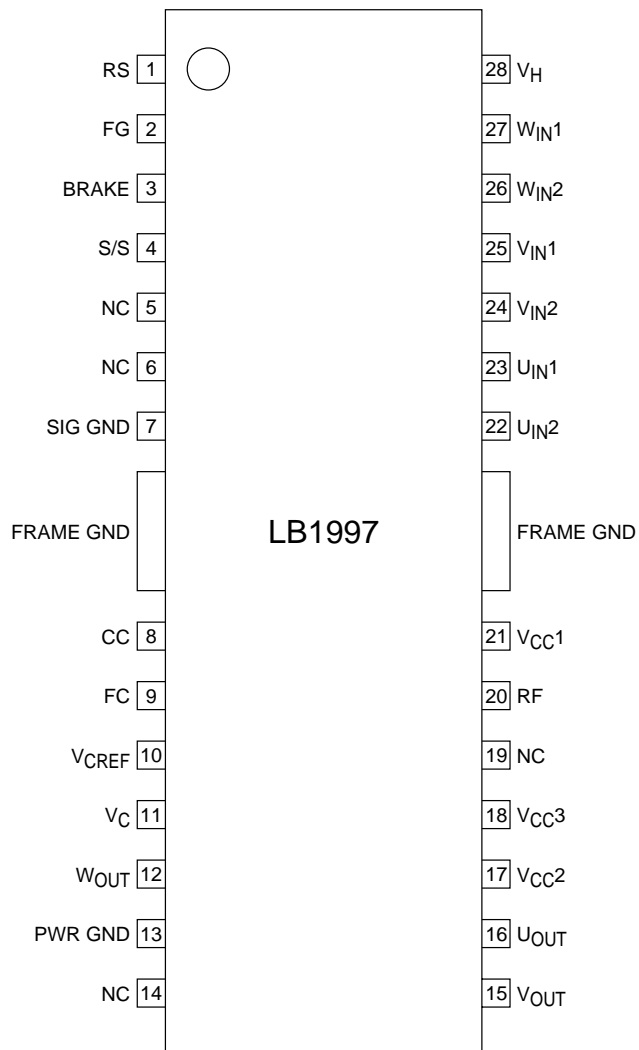 RS 1
28 VH
FG 2
27 WIN1
BRAKE 3
26 WIN2
S/S 4
25 VIN1
NC 5
24 VIN2
NC 6
23 UIN1
SIG GND 7
22 UIN2
FRAME GND
LB1997
FRAME GND
CC 8
21 VCC1
FC 9
20 RF
VCREF 10
19 NC
VC 11
18 VCC3
WOUT 12
17 VCC2
PWR GND 13
16 UOUT
NC 14
15 VOUT